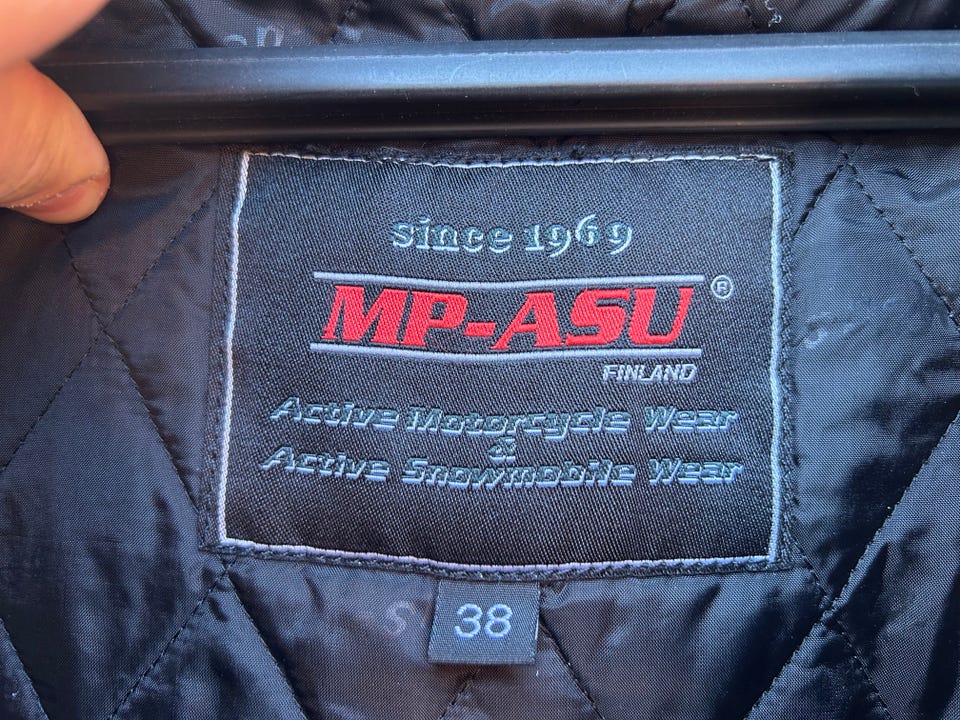 since 1969
MP-ASU ®
FINLAND
Active Motorcycle Wear
&
Active Snowmobile Wear
38